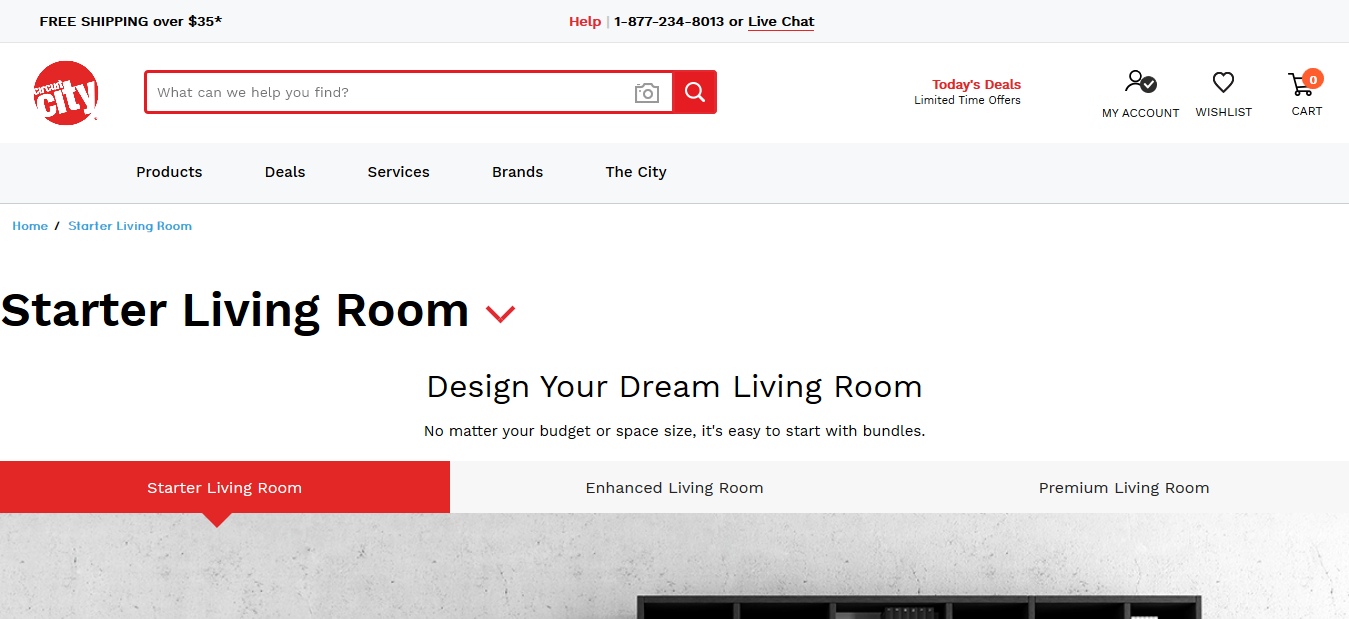 FREE SHIPPING over $35*
Help | 1-877-234-8013 or Live Chat
circuit
city
What can we help you find?
Today's Deals
Limited Time Offers
MY ACCOUNT
WISHLIST
0
CART
Products
Deals
Services
Brands
The City
Home / Starter Living Room
Starter Living Room
Design Your Dream Living Room
No matter your budget or space size, it's easy to start with bundles.
Starter Living Room
Enhanced Living Room
Premium Living Room